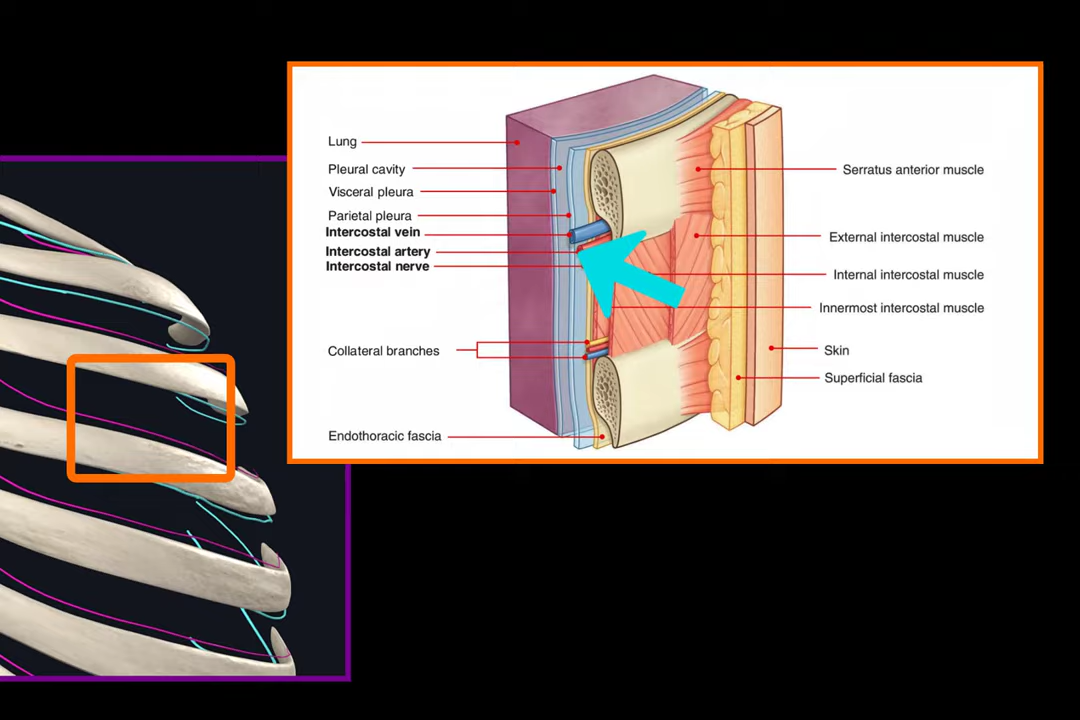 Lung
Pleural cavity
Visceral pleura
Parietal pleura
Intercostal vein
Intercostal artery
Intercostal nerve
Collateral branches
Endothoracic fascia
Serratus anterior muscle
External intercostal muscle
Internal intercostal muscle
Innermost intercostal muscle
Skin
Superficial fascia